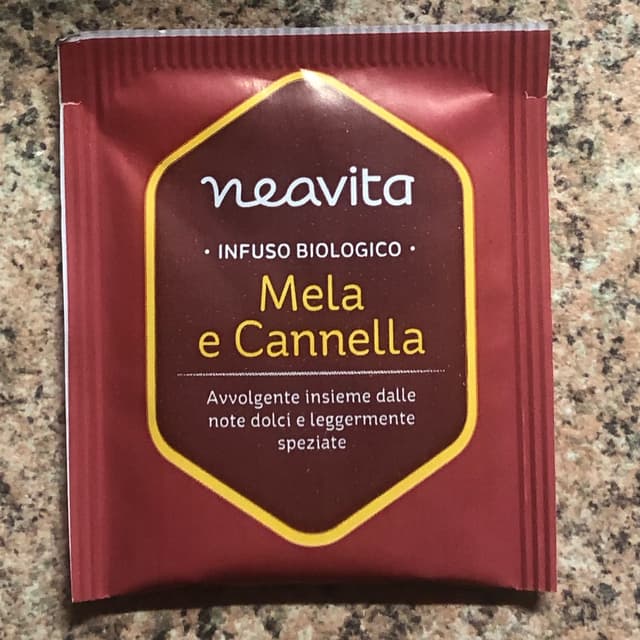 neavita
• INFUSO BIOLOGICO •
Mela
e Cannella
Avvolgente insieme dalle
note dolci e leggermente
speziate